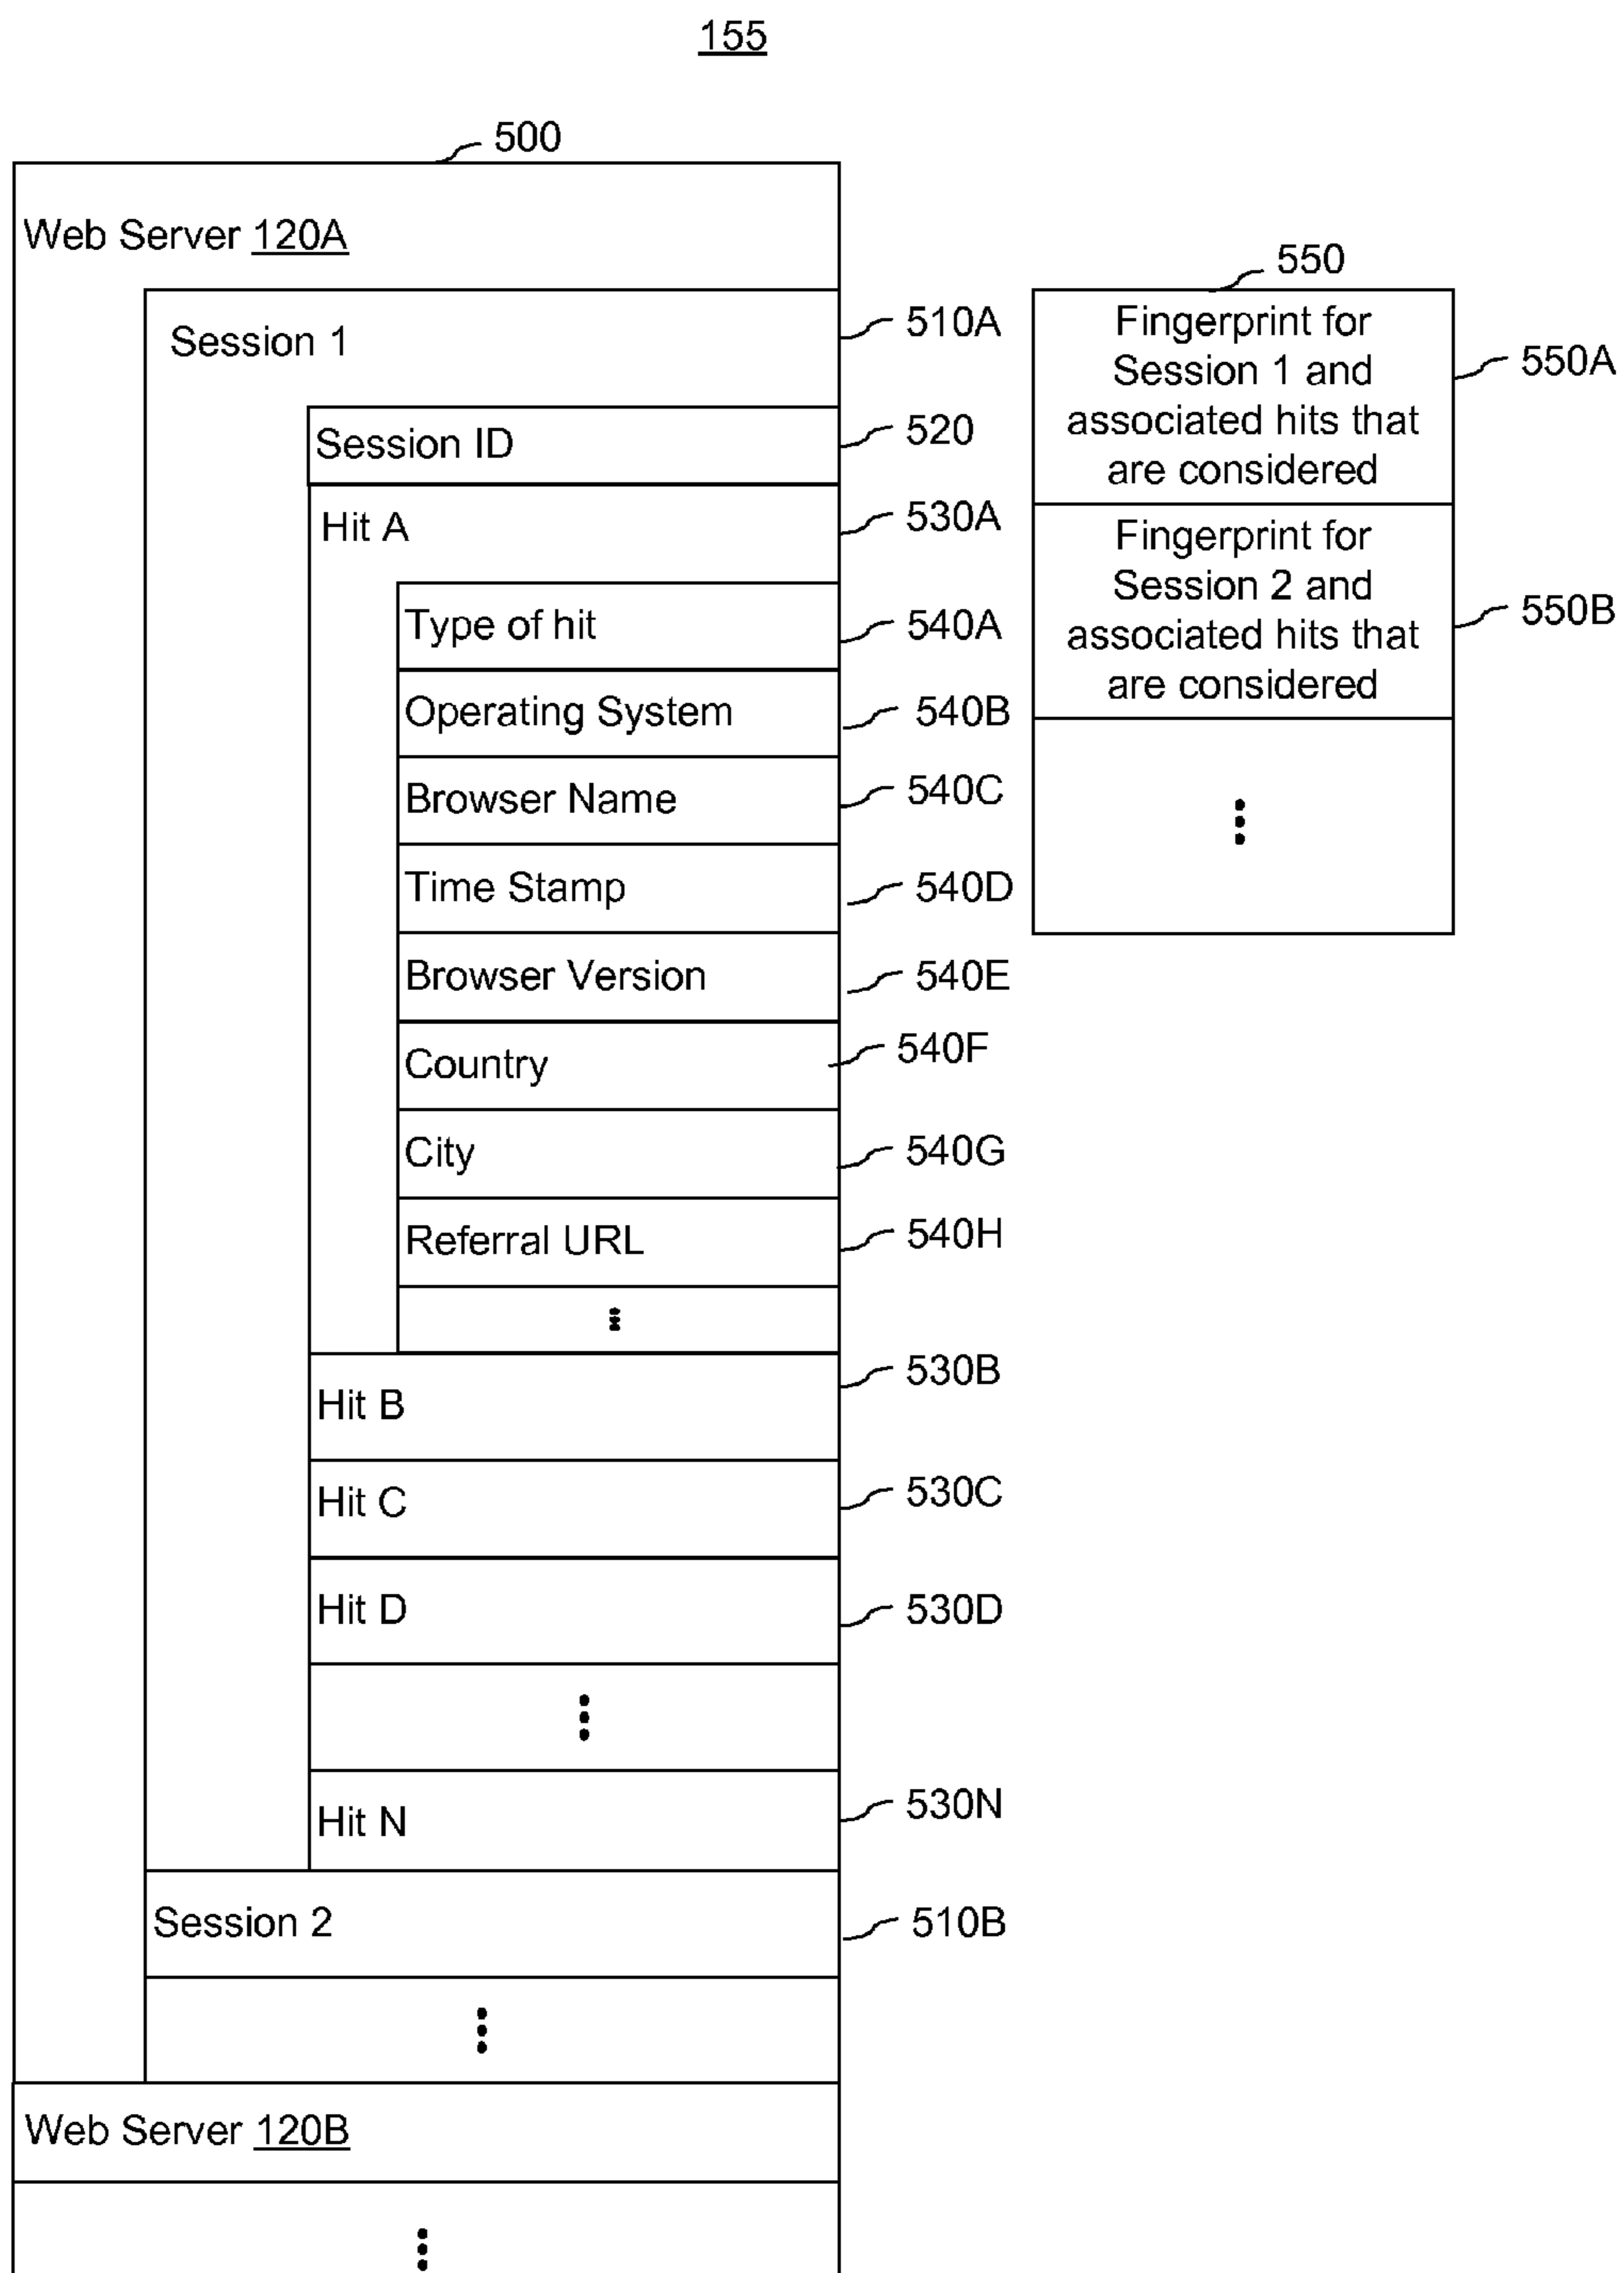 155
500
Web Server 120A
Session 1
510A
Session ID
520
Hit A
530A
Type of hit
540A
Operating System
540B
Browser Name
540C
Time Stamp
540D
Browser Version
540E
Country
540F
City
540G
Referral URL
540H
Hit B
530B
Hit C
530C
Hit D
530D
Hit N
530N
Session 2
510B
Web Server 120B
550
Fingerprint for
Session 1 and
associated hits that
are considered
550A
Fingerprint for
Session 2 and
associated hits that
are considered
550B